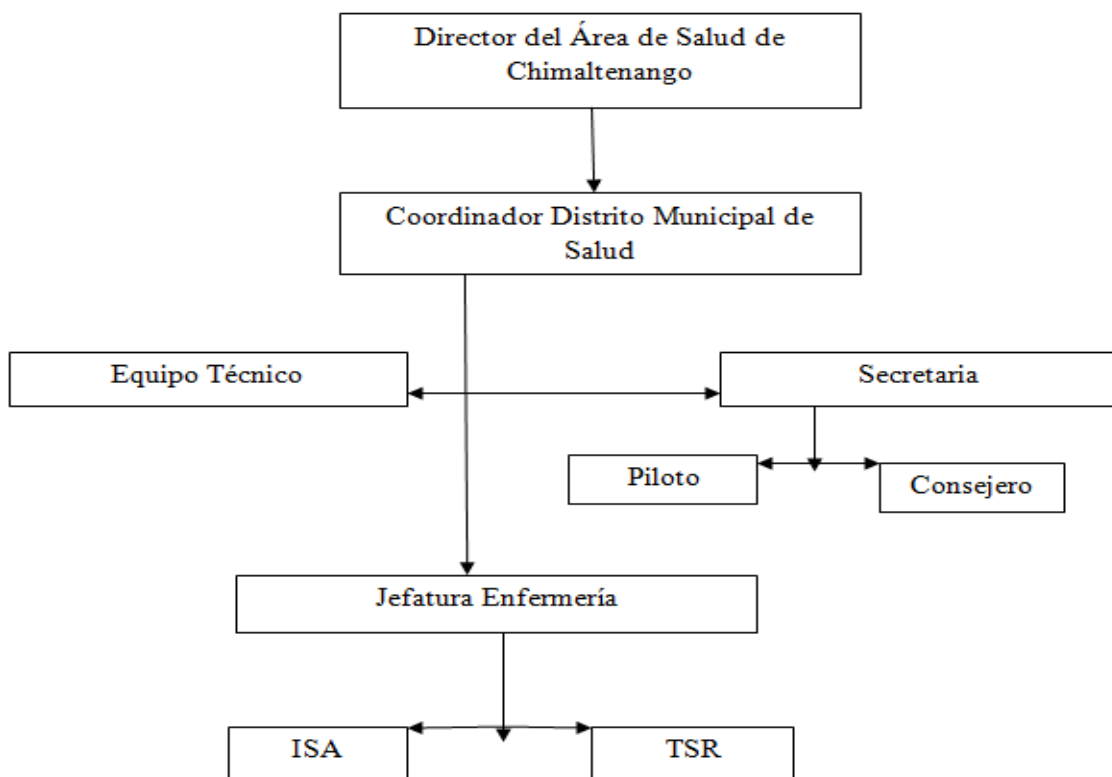 Director del Área de Salud de
Chimaltenango
Coordinador Distrito Municipal de
Salud
Equipo Técnico
Secretaria
Piloto
Consejero
Jefatura Enfermería
ISA
TSR